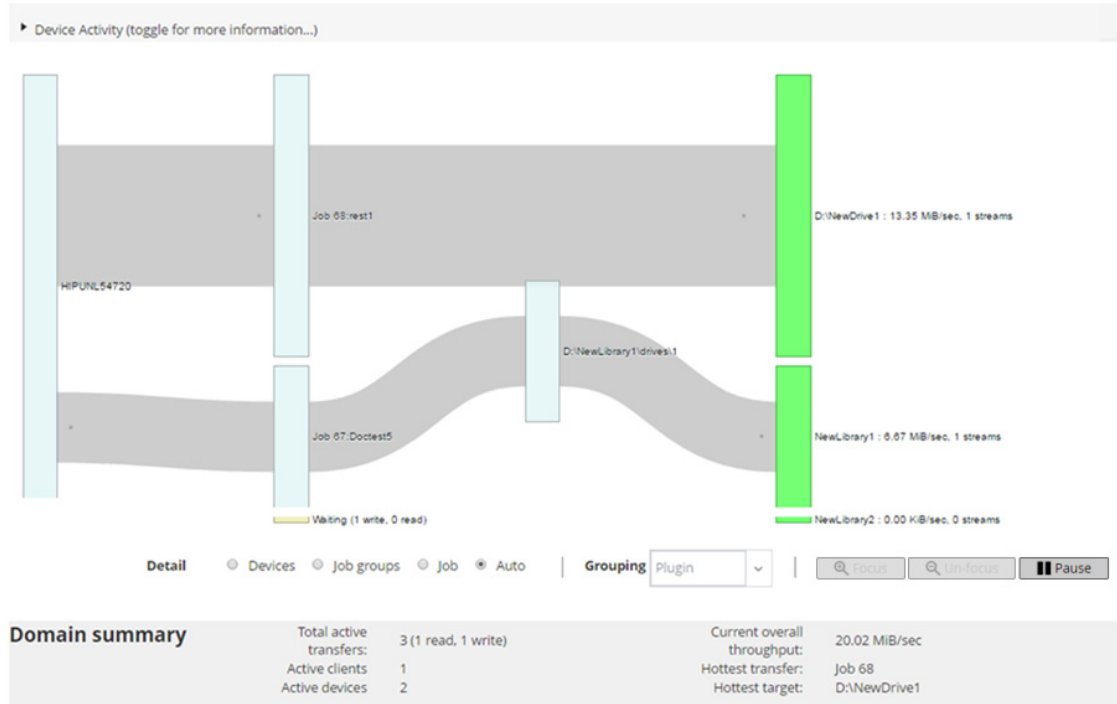 Device Activity (toggle for more information...)
Job 68:rest1
D:\NewDrive1 : 13.35 MiB/sec, 1 streams
HIPUNL54720
D:\NewLibrary1\drives\1
Job 67:Doctest5
NewLibrary1 : 6.67 MiB/sec, 1 streams
Waiting (1 write, 0 read)
NewLibrary2 : 0.00 KiB/sec, 0 streams
Detail Devices Job groups Job Auto Grouping Plugin Focus Un-focus Pause
Domain summary
Total active transfers: 3 (1 read, 1 write)
Active clients 1
Active devices 2
Current overall throughput: 20.02 MiB/sec
Hottest transfer: Job 68
Hottest target: D:\NewDrive1